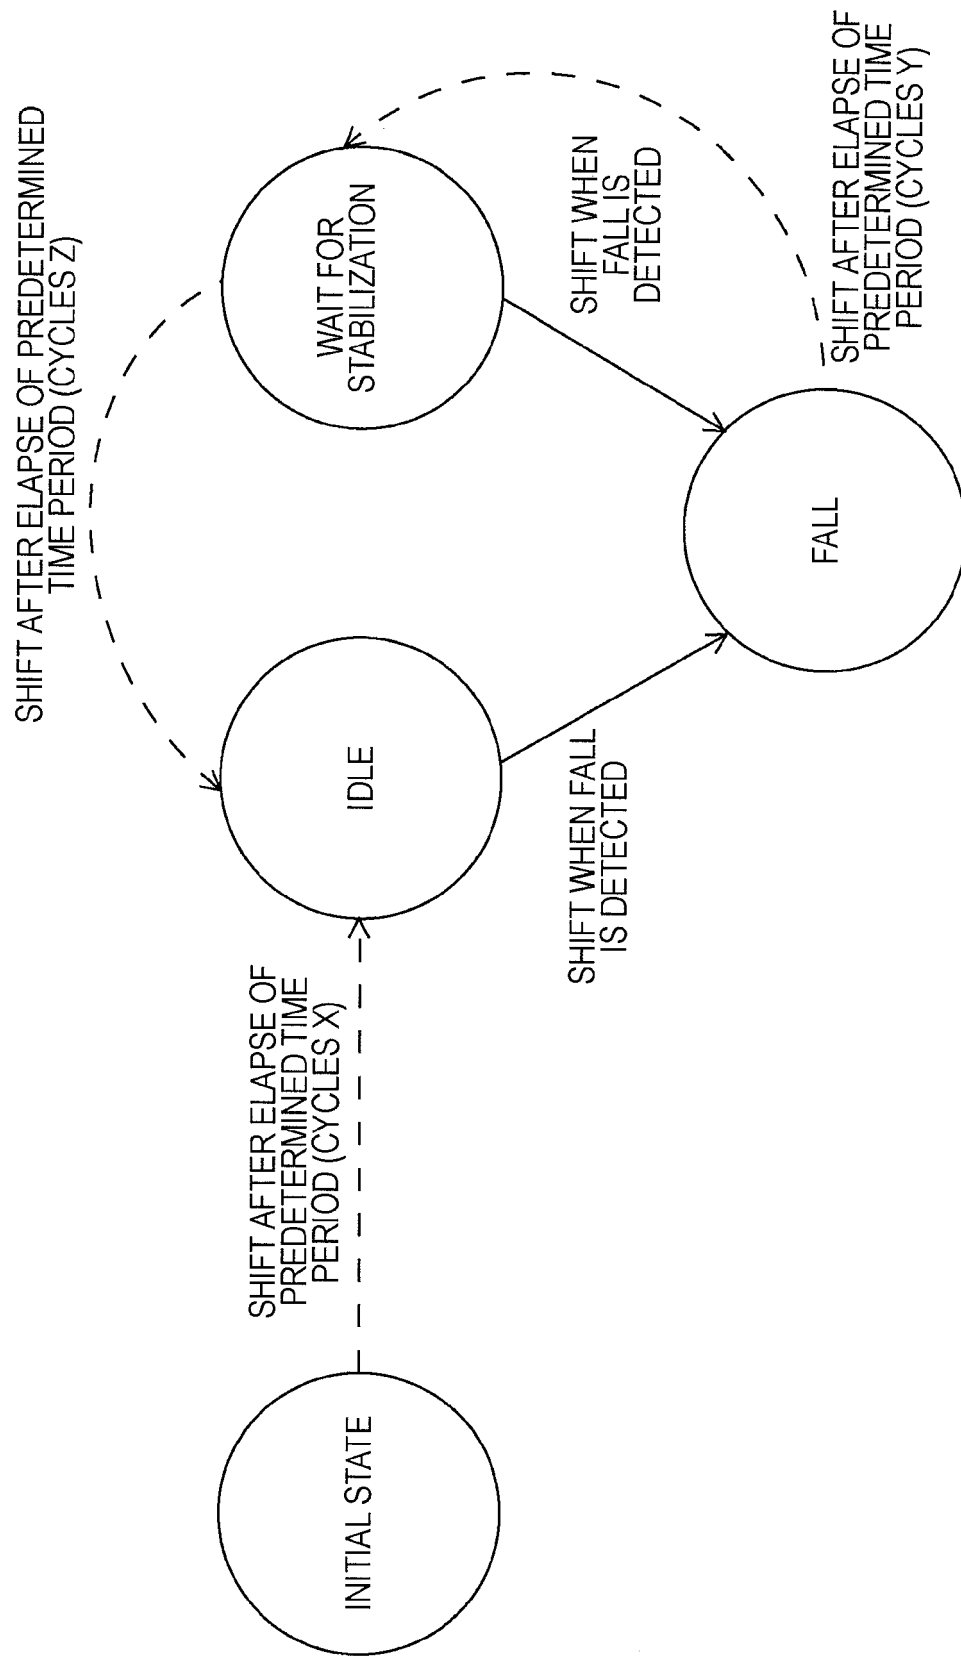 SHIFT AFTER ELAPSE OF PREDETERMINED
TIME PERIOD (CYCLES Z)
SHIFT AFTER ELAPSE OF
PREDETERMINED TIME
PERIOD (CYCLES X)
INITIAL STATE
IDLE
WAIT FOR
STABILIZATION
SHIFT WHEN FALL
IS DETECTED
SHIFT WHEN
FALL IS
DETECTED
FALL
SHIFT AFTER ELAPSE OF
PREDETERMINED TIME
PERIOD (CYCLES Y)